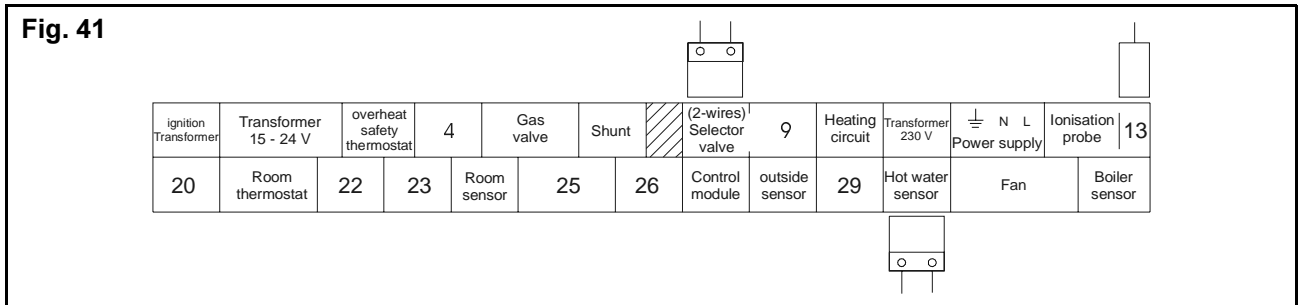 Fig. 41
ignition
Transformer
Transformer
15 - 24 V
overheat
safety
thermostat
4
Gas
valve
Shunt
(2-wires)
Selector
valve
9
Heating
circuit
Transformer
230 V
N L
Power supply
Ionisation
probe
13
20
Room
thermostat
22
23
Room
sensor
25
26
Control
module
outside
sensor
29
Hot water
sensor
Fan
Boiler
sensor